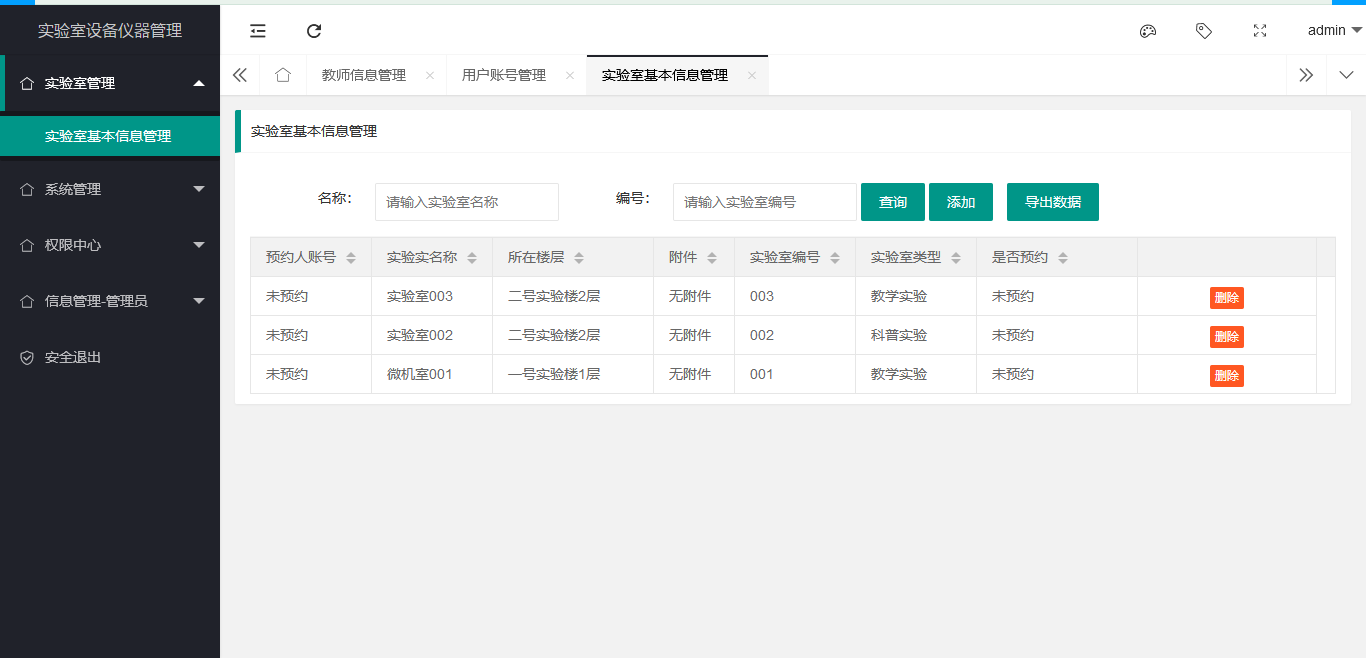 实验室设备仪器管理
admin
实验室管理
实验室基本信息管理
系统管理
权限中心
信息管理-管理员
安全退出
教师信息管理 用户账号管理 实验室基本信息管理
实验室基本信息管理
名称: 请输入实验室名称 编号: 请输入实验室编号 查询 添加 导出数据
预约人账号 实验实名称 所在楼层 附件 实验室编号 实验室类型 是否预约
未预约 实验室003 二号实验楼2层 无附件 003 教学实验 未预约 删除
未预约 实验室002 二号实验楼2层 无附件 002 科普实验 未预约 删除
未预约 微机室001 一号实验楼1层 无附件 001 教学实验 未预约 删除